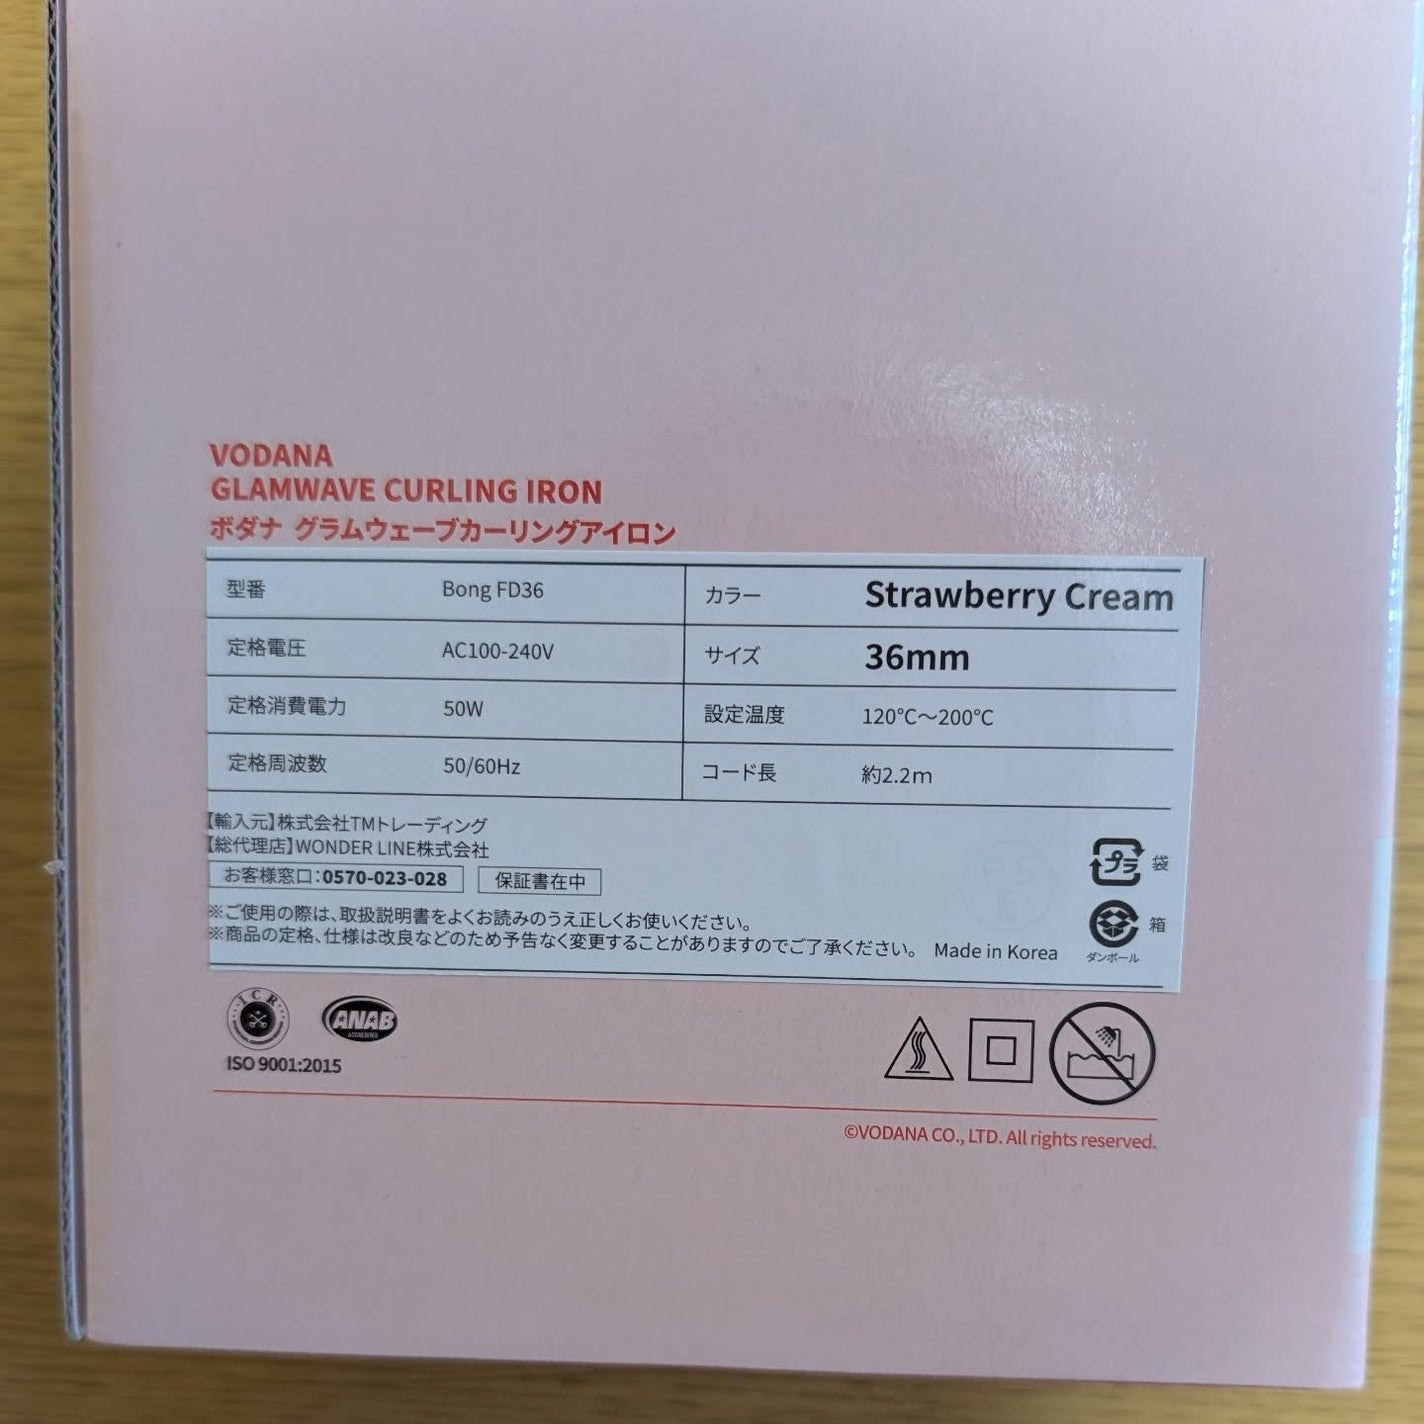 VODANA
GLAMWAVE CURLING IRON
ボダナ グラムウェーブカーリングアイロン
型番 Bong FD36 カラー Strawberry Cream
定格電圧 AC100-240V サイズ 36mm
定格消費電力 50W 設定温度 120℃～200℃
定格周波数 50/60Hz コード長 約2.2m
【輸入元】株式会社TMトレーディング
【総代理店】WONDER LINE株式会社
お客様窓口：0570-023-028 保証書在中
プラ 袋
※ご使用の際は、取扱説明書をよくお読みのうえ正しくお使いください。
※商品の定格、仕様は改良などのため予告なく変更することがありますのでご了承ください。 Made in Korea
箱
ダンボール
ICR
ANAB
ACCREDITED
ISO 9001:2015
©VODANA CO., LTD. All rights reserved.